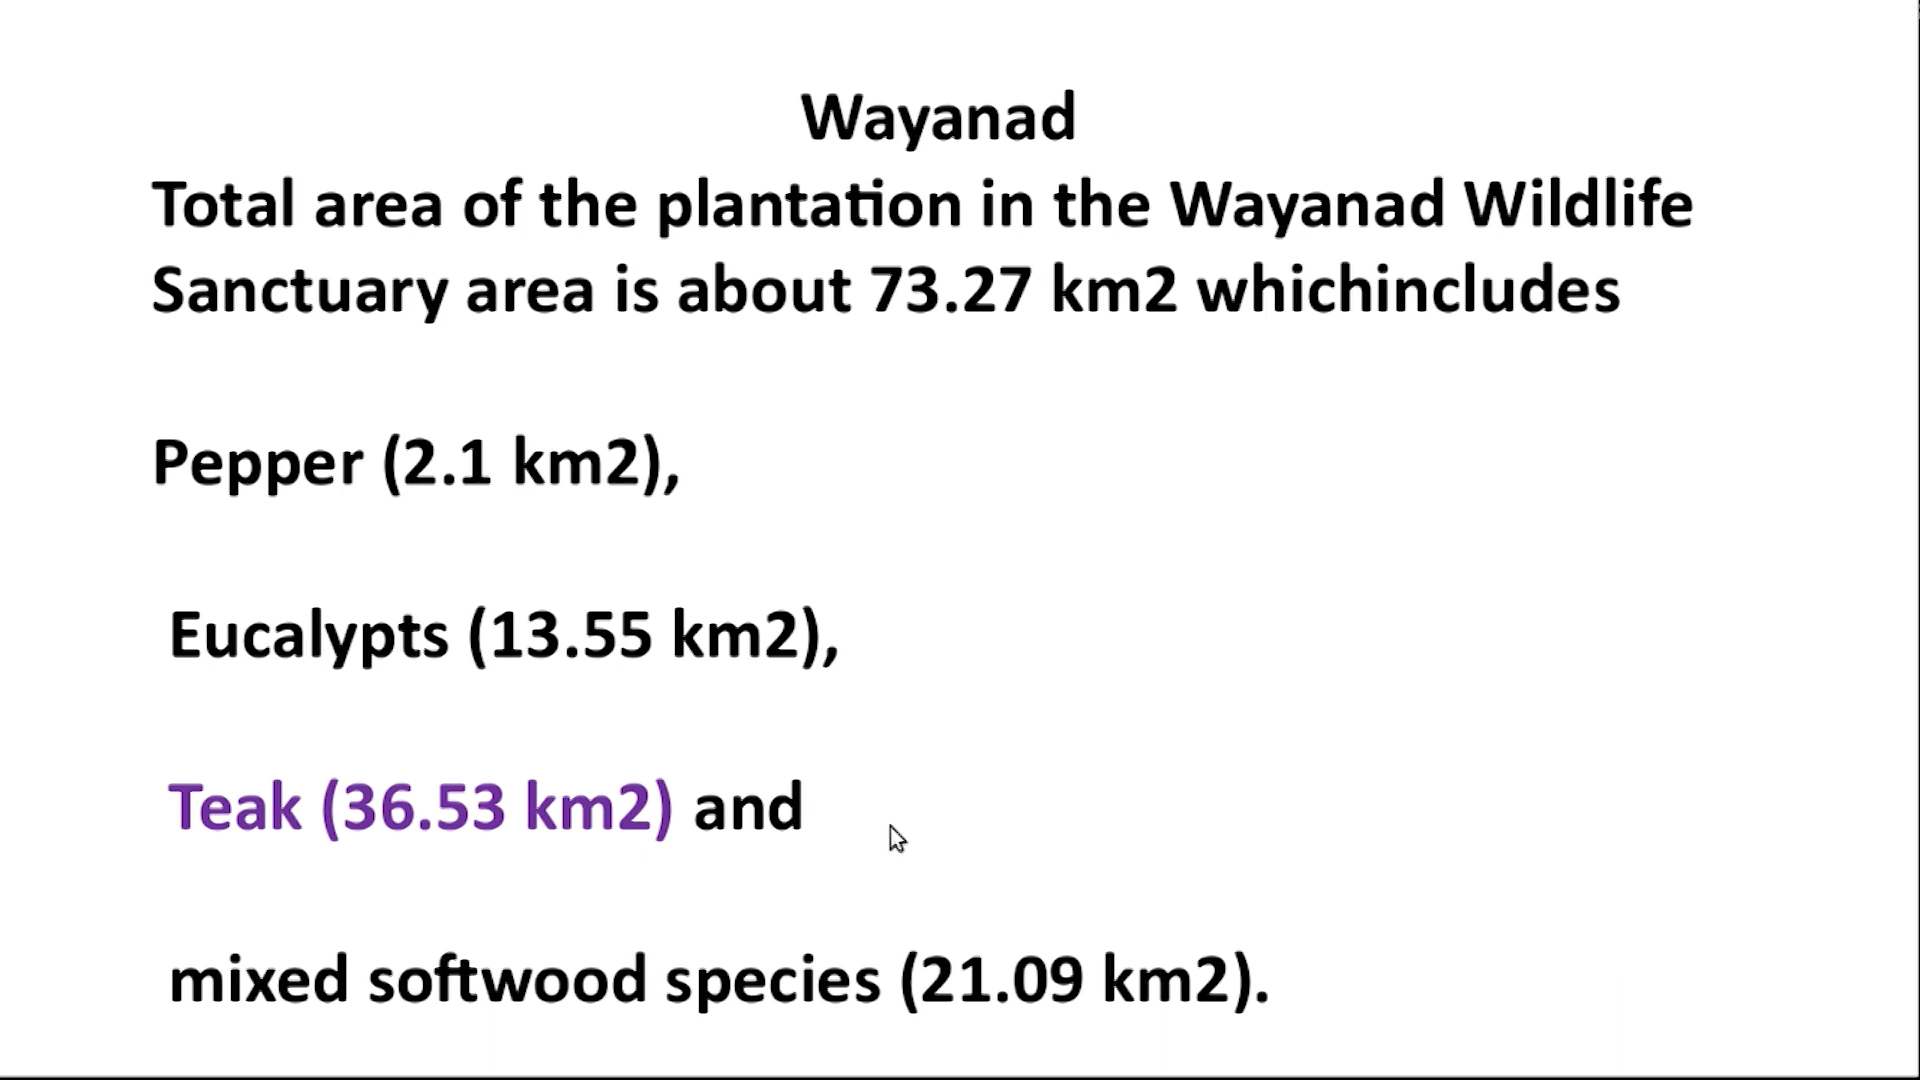 Wayanad
Total area of the plantation in the Wayanad Wildlife
Sanctuary area is about 73.27 km2 whichincludes
Pepper (2.1 km2),
Eucalypts (13.55 km2),
Teak (36.53 km2) and
mixed softwood species (21.09 km2).